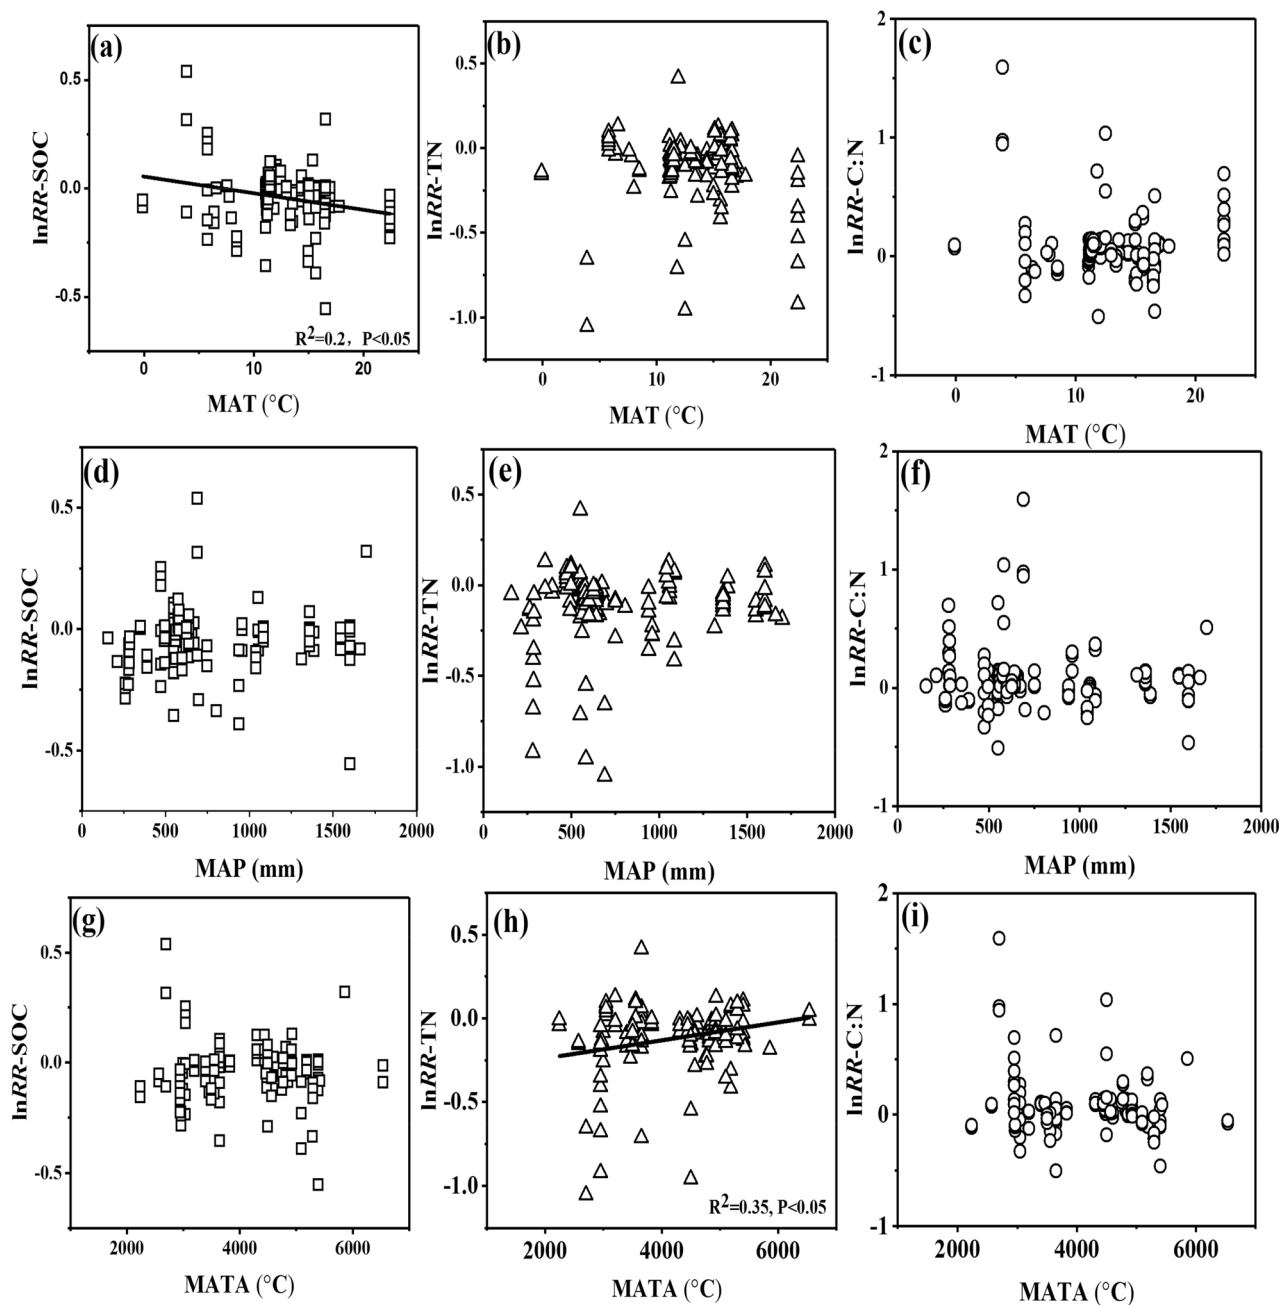 (a)
lnRR-SOC
0.5
0.0
-0.5
R2=0.2, P<0.05
0 10 20
MAT (°C)
(b)
lnRR-TN
0.5
0.0
-0.5
-1.0
0 10 20
MAT (°C)
(c)
lnRR-C:N
2
1
0
-1
0 10 20
MAT (°C)
(d)
lnRR-SOC
0.5
0.0
-0.5
0 500 1000 1500 2000
MAP (mm)
(e)
lnRR-TN
0.5
0.0
-0.5
-1.0
0 500 1000 1500 2000
MAP (mm)
(f)
lnRR-C:N
2
1
0
-1
0 500 1000 1500 2000
MAP (mm)
(g)
lnRR-SOC
0.5
0.0
-0.5
2000 4000 6000
MATA (°C)
(h)
lnRR-TN
0.5
0.0
-0.5
-1.0
R2=0.35, P<0.05
2000 4000 6000
MATA (°C)
(i)
lnRR-C:N
2
1
0
-1
2000 4000 6000
MATA (°C)